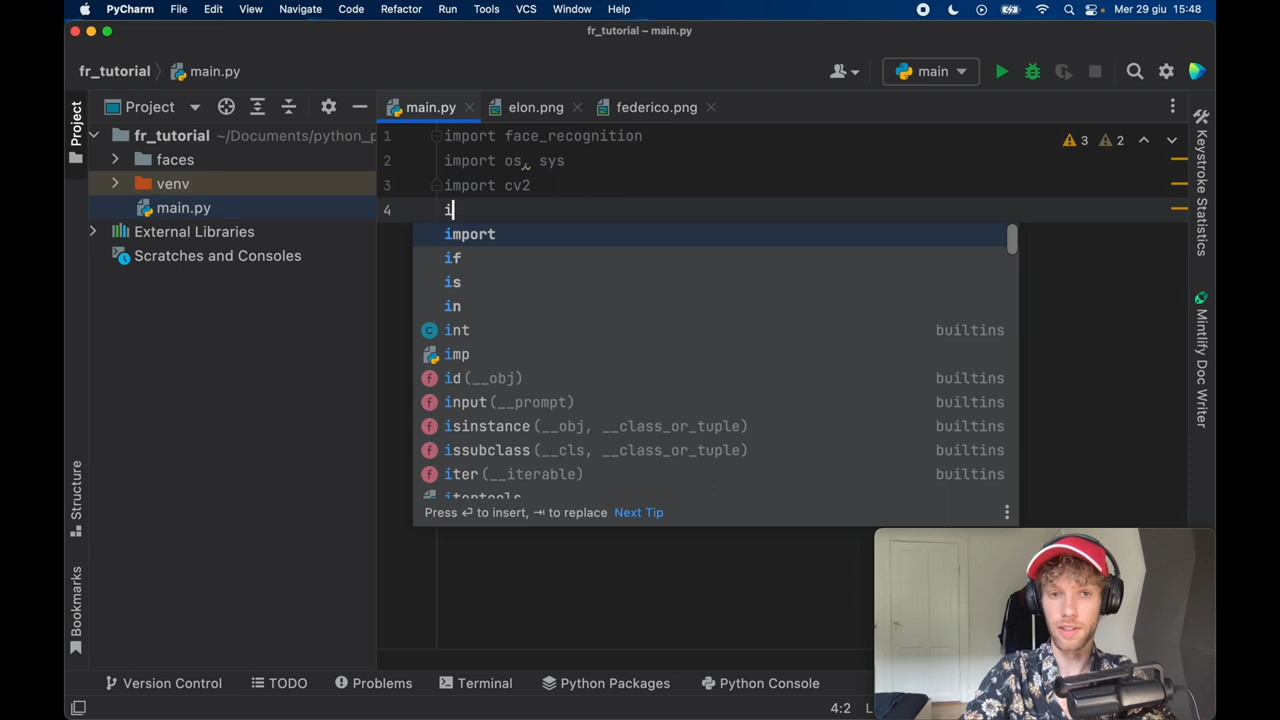 PyCharm File Edit View Navigate Code Refactor Run Tools VCS Window Help Mer 29 giu 15:48
fr_tutorial – main.py
fr_tutorial main.py main
Project
Project
main.py elon.png federico.png
fr_tutorial ~/Documents/python_p
faces
venv
main.py
External Libraries
Scratches and Consoles
1 import face_recognition
2 import os, sys
3 import cv2
4 i
3 2
import
if
is
in
int builtins
imp
id(__obj) builtins
input(__prompt) builtins
isinstance(__obj, __class_or_tuple) builtins
issubclass(__cls, __class_or_tuple) builtins
iter(__iterable) builtins
itertools
Press ⏎ to insert, ⇥ to replace Next Tip
Keystroke Statistics
Mintlify Doc Writer
Structure
Bookmarks
Version Control TODO Problems Terminal Python Packages Python Console
4:2